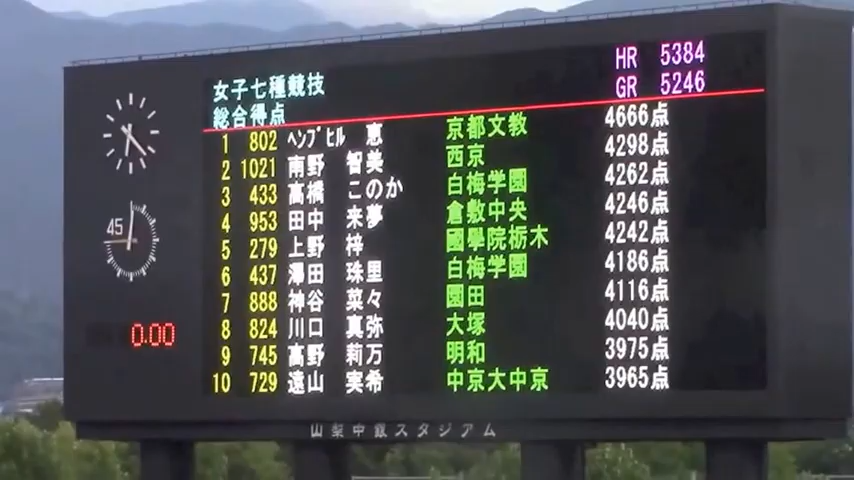 女子七種競技 HR 5384
総合得点 GR 5246
1 802 ﾍﾝﾌﾟﾋﾙ 恵 京都文教 4666点
2 1021 南野 智美 西京 4298点
3 433 高橋 このか 白梅学園 4262点
4 953 田中 来夢 倉敷中央 4246点
5 279 上野 梓 國學院栃木 4242点
6 437 澤田 珠里 白梅学園 4186点
7 888 神谷 菜々 園田 4116点
8 824 川口 真弥 大塚 4040点
9 745 高野 莉万 明和 3975点
10 729 遠山 実希 中京大中京 3965点
45
0.00
山梨中銀スタジアム